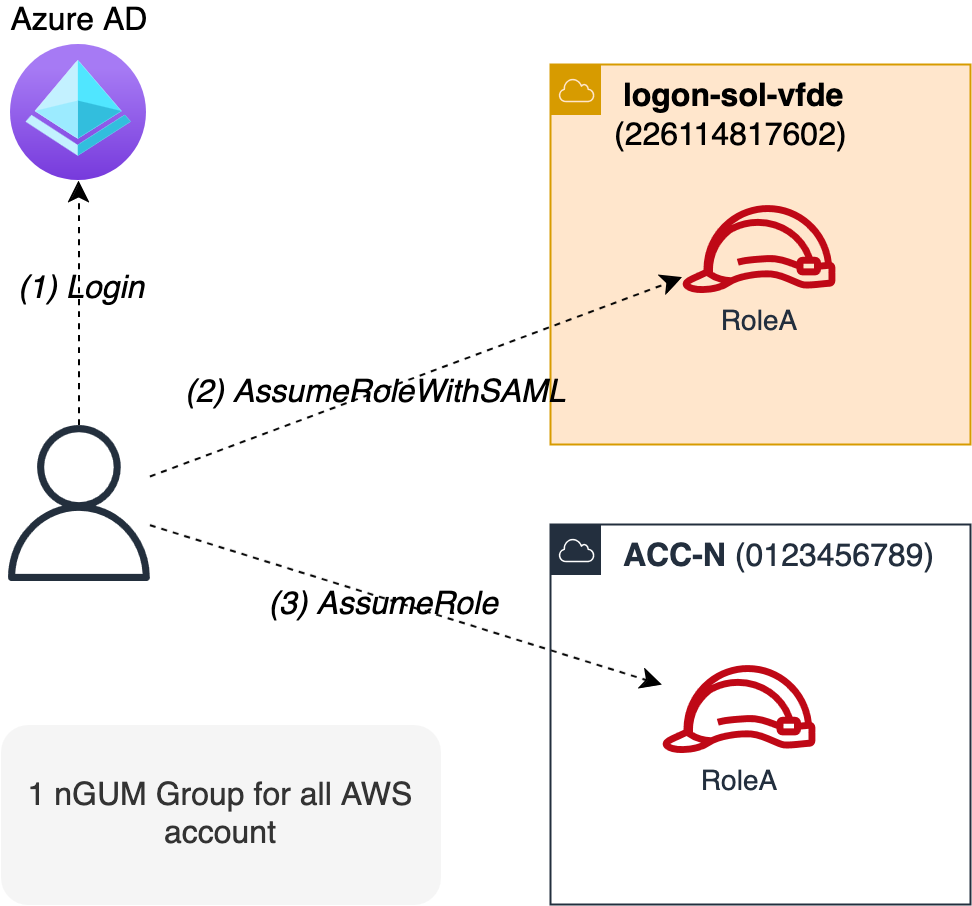 Azure AD
logon-sol-vfde
(226114817602)
(1) Login
RoleA
(2) AssumeRoleWithSAML
ACC-N (0123456789)
(3) AssumeRole
RoleA
1 nGUM Group for all AWS
account